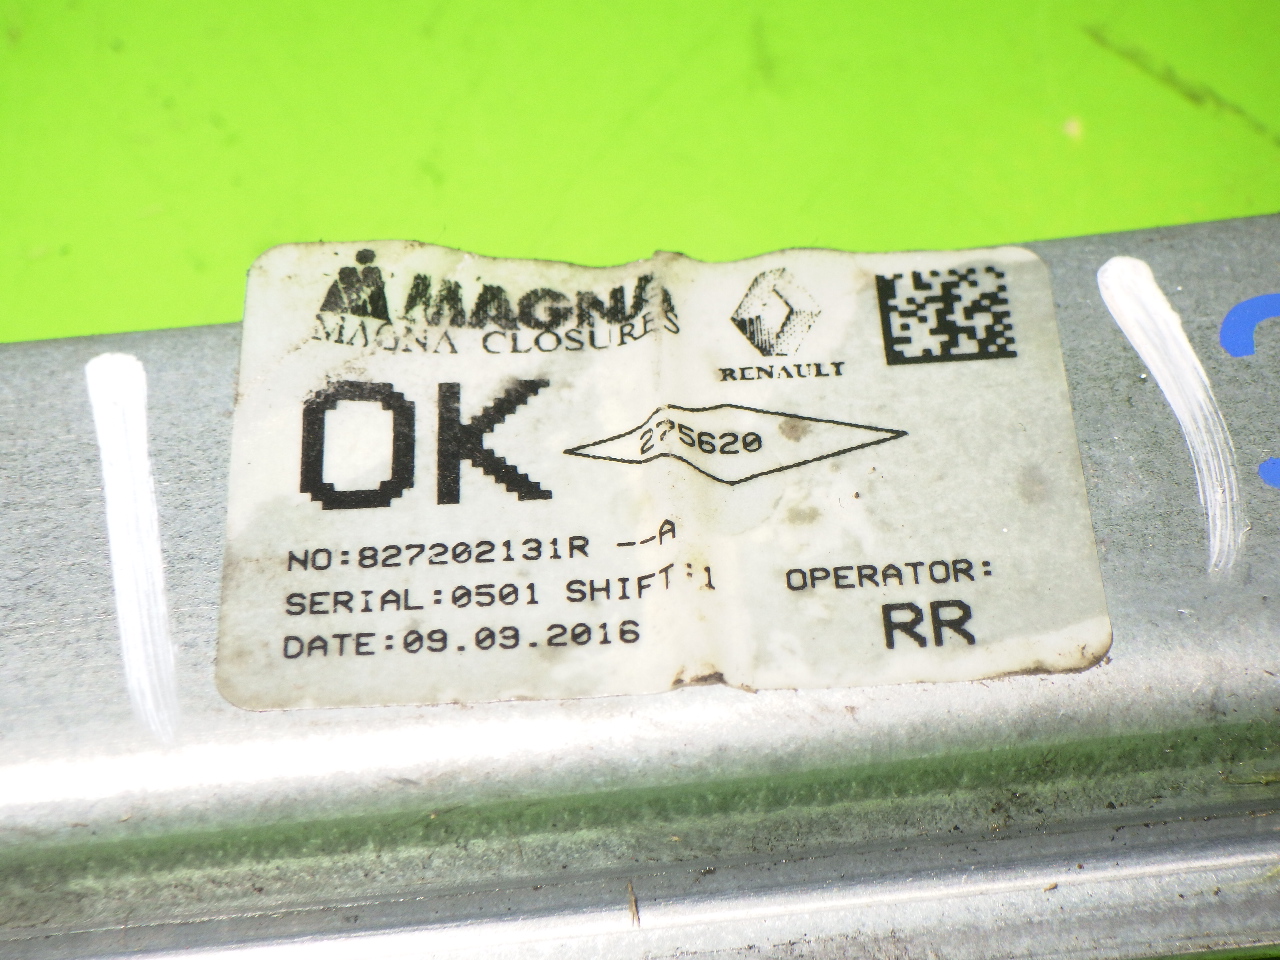 MAGNA
MAGNA CLOSURES
RENAULT
OK
275620
NO:827202131R --A
SERIAL:0501 SHIFT:1
DATE:09.09.2016
OPERATOR:
RR